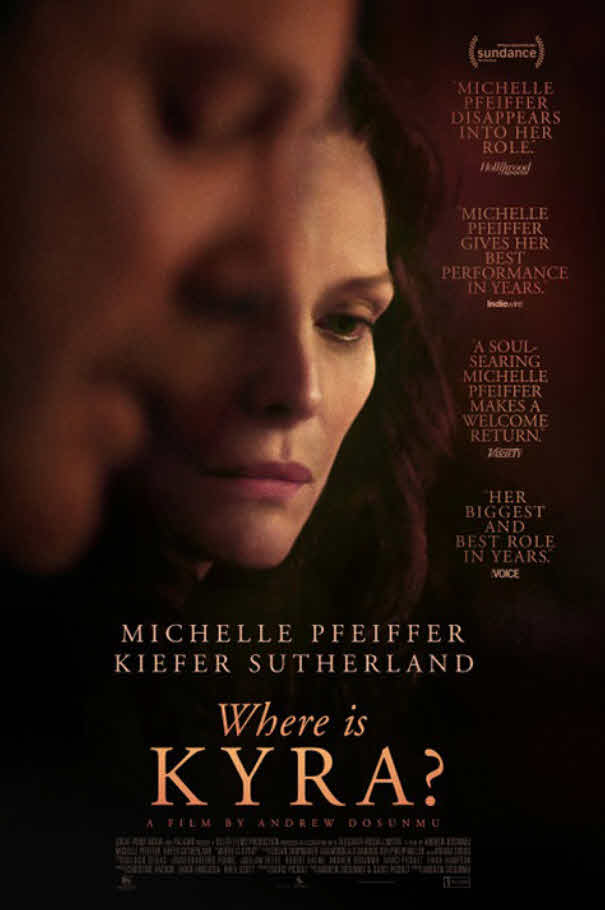 sundance
"MICHELLE
PFEIFFER
DISAPPEARS
INTO HER
ROLE."
Hollywood
REPORTER
"MICHELLE
PFEIFFER
GIVES HER
BEST
PERFORMANCE
IN YEARS."
Indiewire
"A SOUL-
SEARING
MICHELLE
PFEIFFER
MAKES A
WELCOME
RETURN."
VARIETY
"HER
BIGGEST
AND
BEST ROLE
IN YEARS."
VOICE
MICHELLE PFEIFFER
KIEFER SUTHERLAND
Where is
KYRA?
A FILM BY ANDREW DOSUNMU